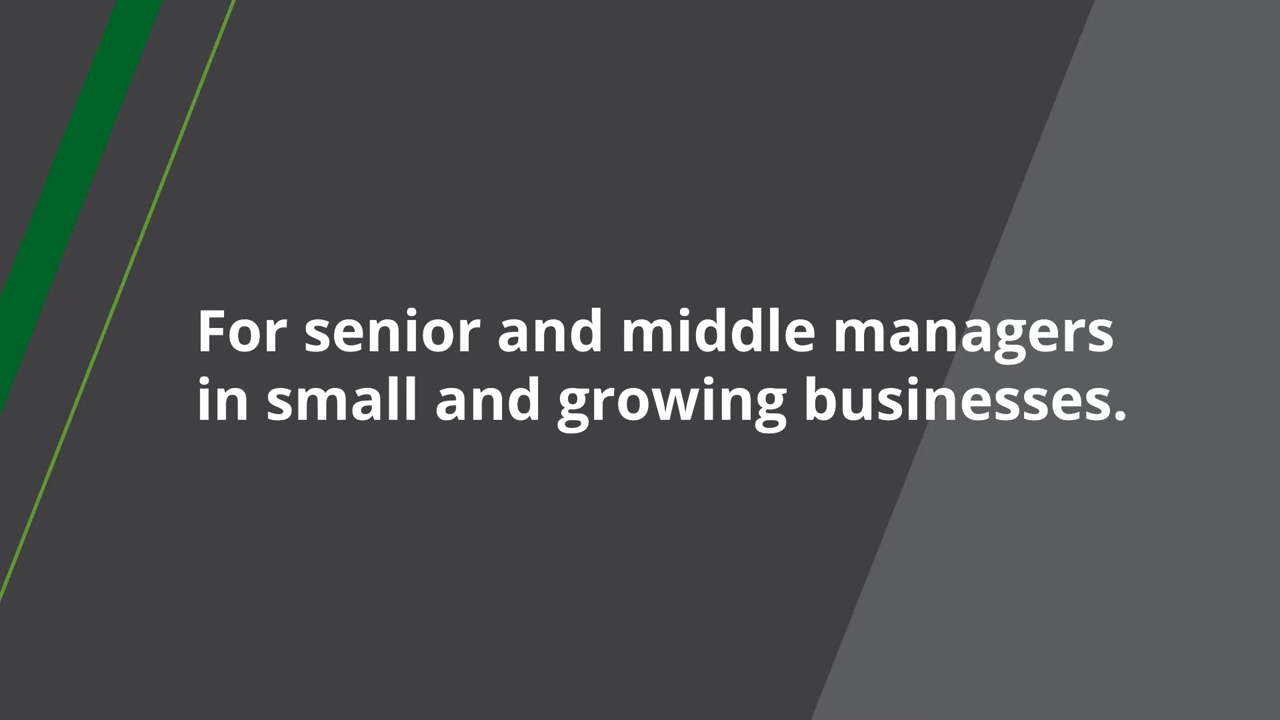 For senior and middle managers
in small and growing businesses.